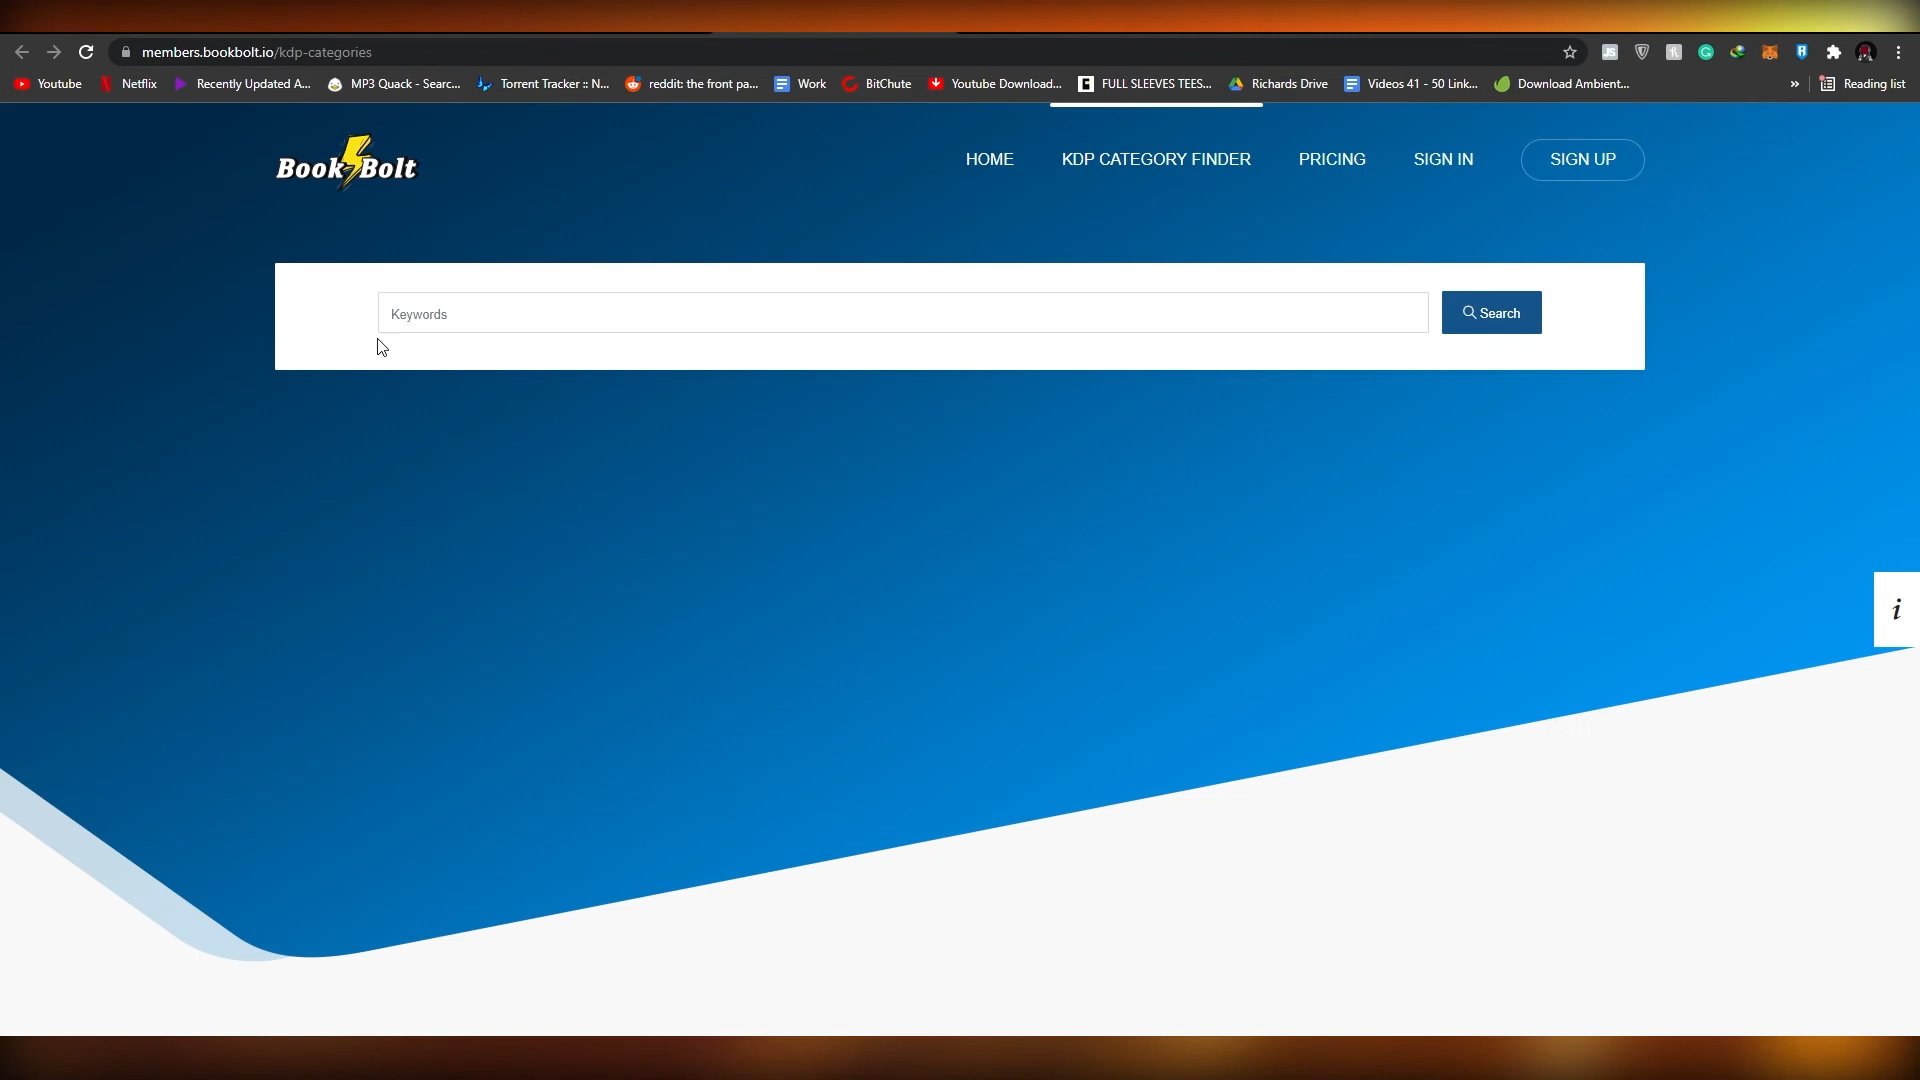 members.bookbolt.io/kdp-categories
Youtube Netflix Recently Updated A... MP3 Quack - Searc... Torrent Tracker :: N... reddit: the front pa... Work BitChute Youtube Download... FULL SLEEVES TEES... Richards Drive Videos 41 - 50 Link... Download Ambient... » Reading list
Book Bolt
HOME KDP CATEGORY FINDER PRICING SIGN IN SIGN UP
Keywords Search
i